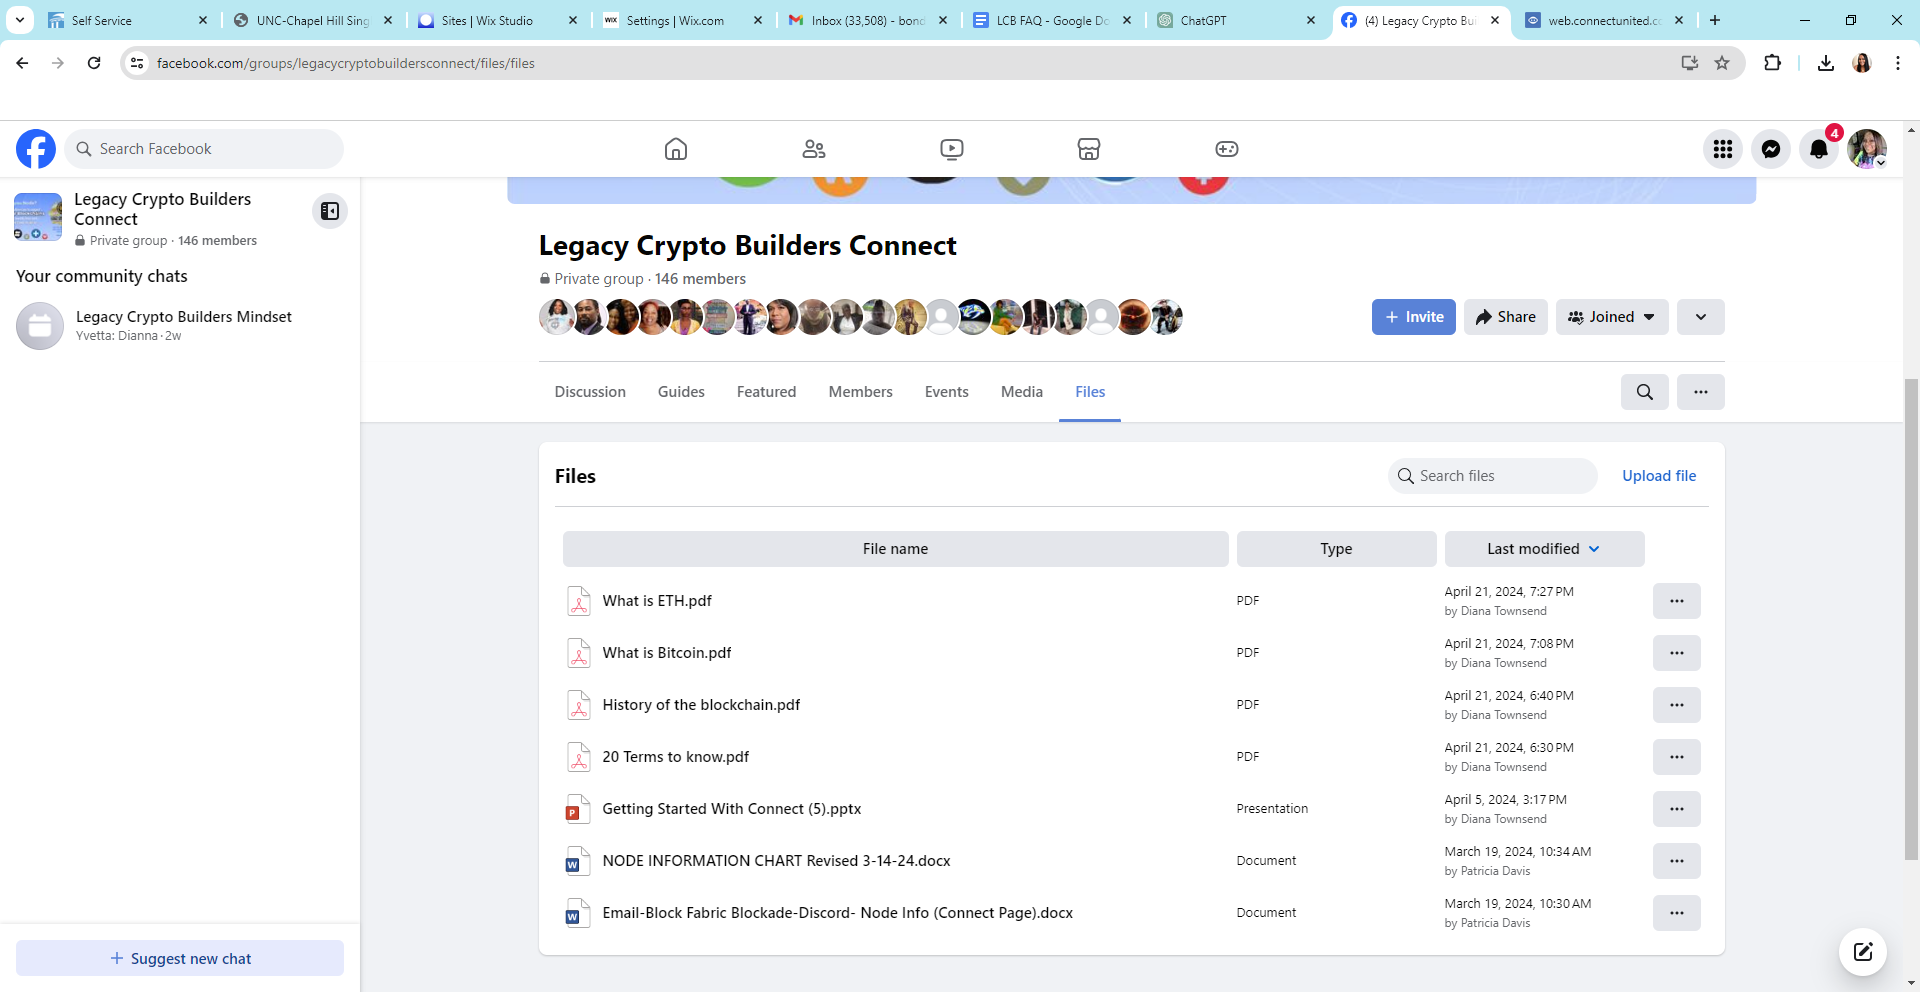 Self Service
UNC-Chapel Hill Sing
Sites | Wix Studio
WIX
Settings | Wix.com
Inbox (33,508) - bond
LCB FAQ - Google Do
ChatGPT
(4) Legacy Crypto Bui
web.connectunited.co
facebook.com/groups/legacycryptobuildersconnect/files/files
Search Facebook
4
Legacy Crypto Builders
Connect
Private group · 146 members
Your community chats
Legacy Crypto Builders Mindset
Yvetta: Dianna · 2w
Suggest new chat
Legacy Crypto Builders Connect
Private group · 146 members
+ Invite
Share
Joined
Discussion
Guides
Featured
Members
Events
Media
Files
Files
Search files
Upload file
File name
Type
Last modified
What is ETH.pdf
PDF
April 21, 2024, 7:27 PM
by Diana Townsend
What is Bitcoin.pdf
PDF
April 21, 2024, 7:08 PM
by Diana Townsend
History of the blockchain.pdf
PDF
April 21, 2024, 6:40 PM
by Diana Townsend
20 Terms to know.pdf
PDF
April 21, 2024, 6:30 PM
by Diana Townsend
P
Getting Started With Connect (5).pptx
Presentation
April 5, 2024, 3:17 PM
by Diana Townsend
W
NODE INFORMATION CHART Revised 3-14-24.docx
Document
March 19, 2024, 10:34 AM
by Patricia Davis
W
Email-Block Fabric Blockade-Discord- Node Info (Connect Page).docx
Document
March 19, 2024, 10:30 AM
by Patricia Davis